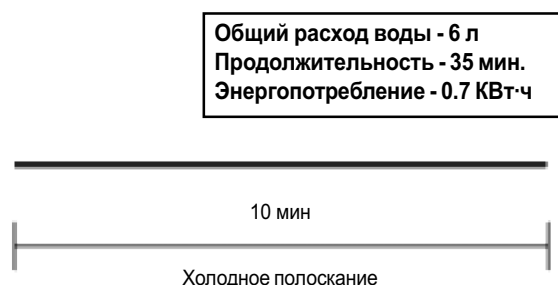 Общий расход воды - 6 л
Продолжительность - 35 мин.
Энергопотребление - 0.7 КВт·ч
10 мин
Холодное полоскание